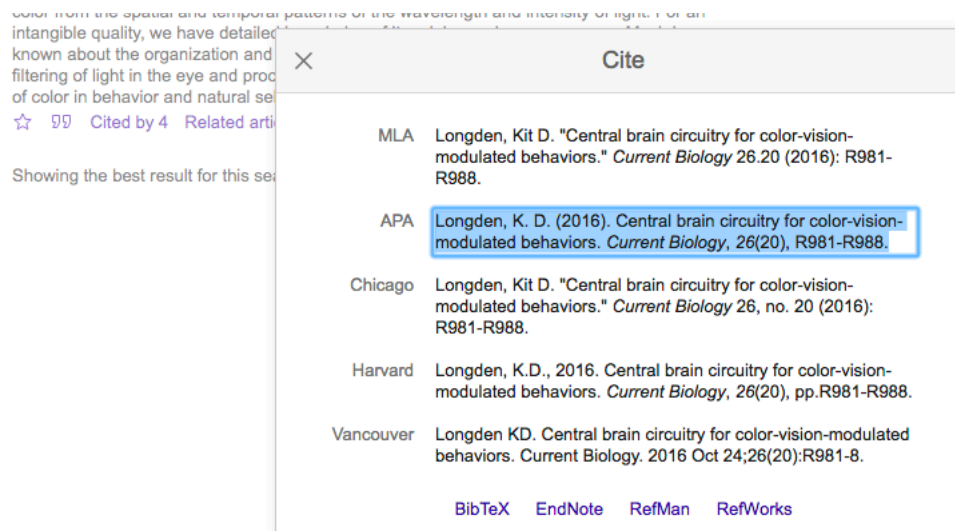 color from the spatial and temporal patterns of the wavelength and intensity of light. For an
intangible quality, we have detailed
known about the organization and
filtering of light in the eye and
of color in behavior and natural
Cited by 4 Related
Showing the best result for this
Cite
MLA Longden, Kit D. "Central brain circuitry for color-vision-
modulated behaviors." Current Biology 26.20 (2016): R981-
R988.
APA Longden, K. D. (2016). Central brain circuitry for color-vision-
modulated behaviors. Current Biology, 26(20), R981-R988.
Chicago Longden, Kit D. "Central brain circuitry for color-vision-
modulated behaviors." Current Biology 26, no. 20 (2016):
R981-R988.
Harvard Longden, K.D., 2016. Central brain circuitry for color-vision-
modulated behaviors. Current Biology, 26(20), pp.R981-R988.
Vancouver Longden KD. Central brain circuitry for color-vision-modulated
behaviors. Current Biology. 2016 Oct 24;26(20):R981-8.
BibTeX EndNote RefMan RefWorks